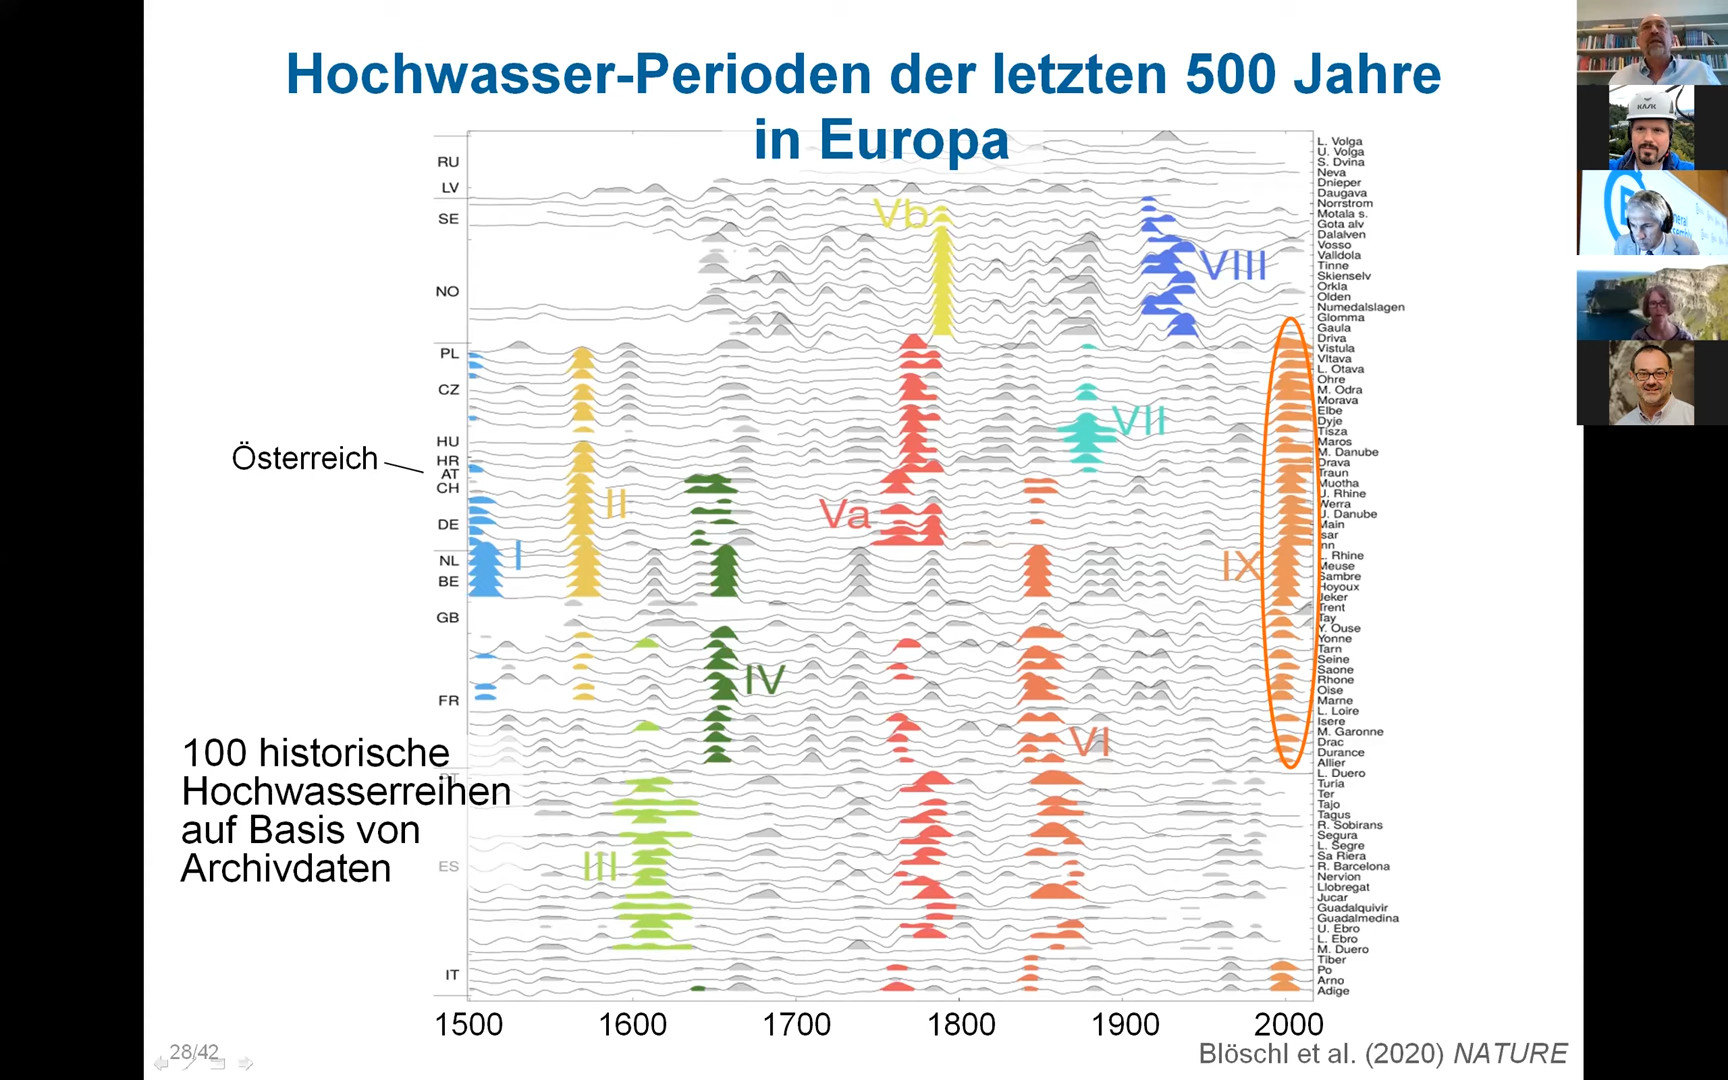 Hochwasser-Perioden der letzten 500 Jahre
in Europa
RU
LV
SE
NO
PL
CZ
HU
HR
AT
CH
DE
NL
BE
GB
FR
PT
ES
IT
Österreich
100 historische
Hochwasserreihen
auf Basis von
Archivdaten
I
II
III
IV
Va
Vb
VI
VII
VIII
IX
L. Volga
U. Volga
S. Dvina
Neva
Dnieper
Daugava
Norrstrom
Motala s.
Gota alv
Dalalven
Vosso
Valldola
Tinne
Skienselv
Orkla
Olden
Numedalslagen
Glomma
Gaula
Driva
Vistula
Vltava
L. Otava
Ohre
M. Odra
Morava
Elbe
Dyje
Tisza
Maros
M. Danube
Drava
Traun
Muotha
U. Rhine
Werra
U. Danube
Main
Isar
Inn
L. Rhine
Meuse
Sambre
Hoyoux
Jeker
Trent
Tay
Y. Ouse
Yonne
Tarn
Seine
Saone
Rhone
Oise
Marne
L. Loire
Isere
M. Garonne
Drac
Durance
Allier
L. Duero
Turia
Ter
Tajo
Tagus
R. Sobirans
Segura
L. Segre
Sa Riera
R. Barcelona
Nervion
Llobregat
Jucar
Guadalquivir
Guadalmedina
U. Ebro
L. Ebro
M. Duero
Tiber
Po
Arno
Adige
1500 1600 1700 1800 1900 2000
28/42
Blöschl et al. (2020) NATURE
KASK